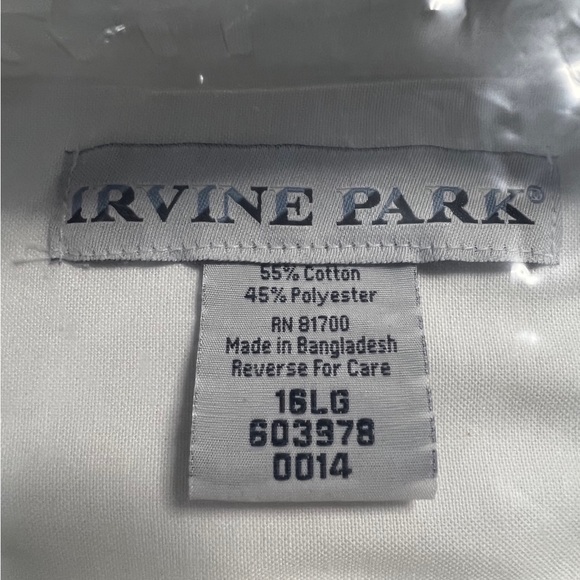 IRVINE PARK®
55% Cotton
45% Polyester
RN 81700
Made in Bangladesh
Reverse For Care
16LG
603978
0014